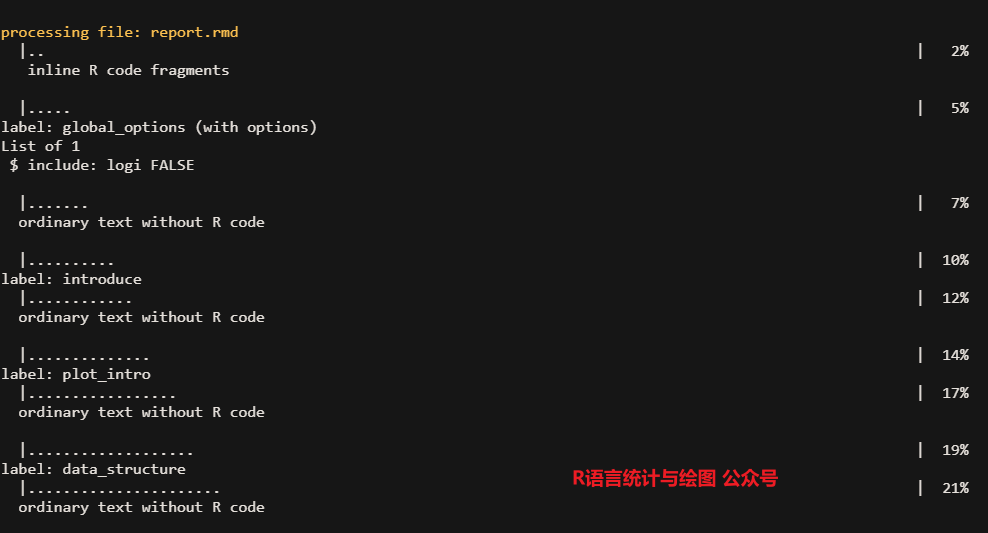 processing file: report.rmd
|.. | 2%
inline R code fragments
|..... | 5%
label: global_options (with options)
List of 1
$ include: logi FALSE
|....... | 7%
ordinary text without R code
|.......... | 10%
label: introduce
|............ | 12%
ordinary text without R code
|.............. | 14%
label: plot_intro
|................. | 17%
ordinary text without R code
|................... | 19%
label: data_structure
R语言统计与绘图 公众号
|...................... | 21%
ordinary text without R code